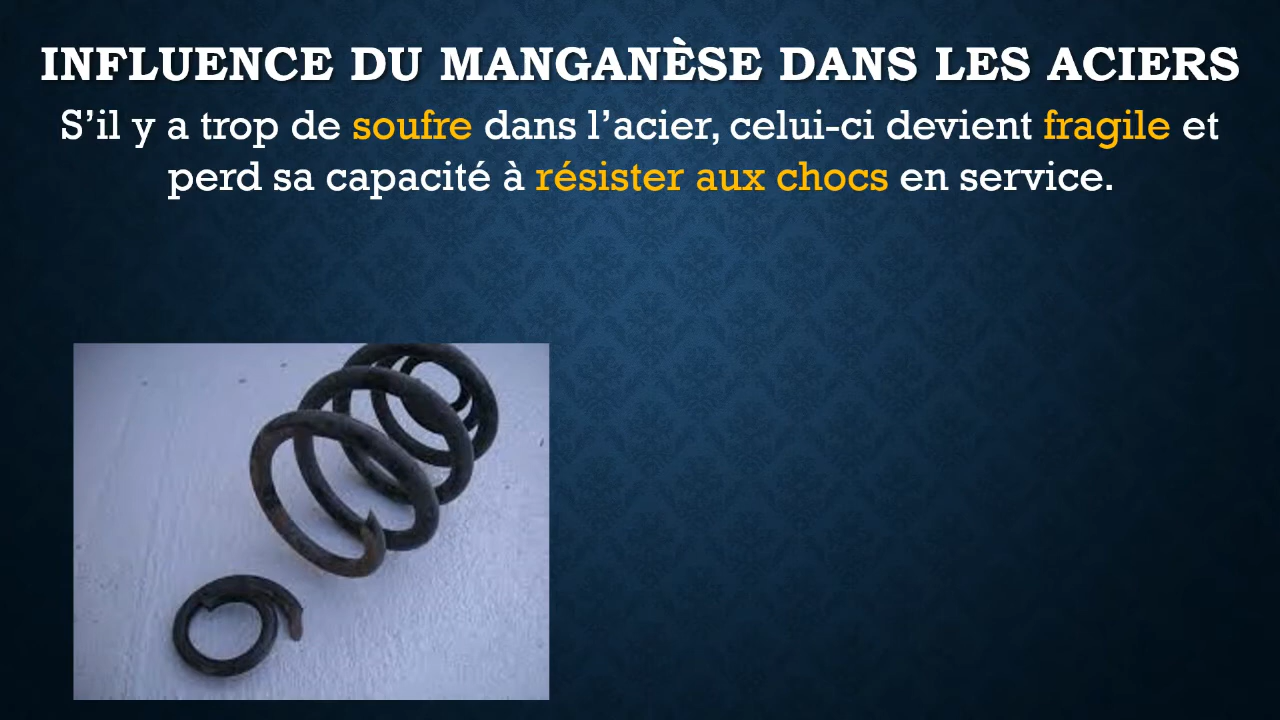 INFLUENCE DU MANGANÈSE DANS LES ACIERS
S’il y a trop de soufre dans l’acier, celui-ci devient fragile et
perd sa capacité à résister aux chocs en service.